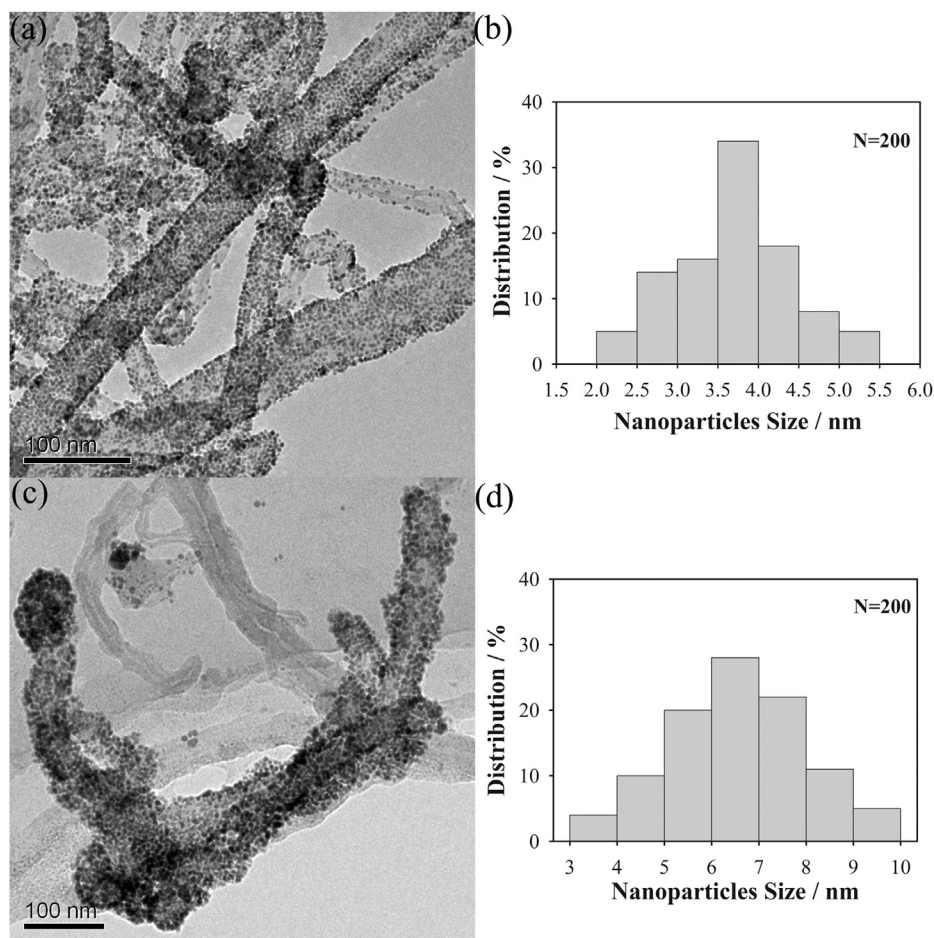 (a)
100 nm
(b)
40
30
20
10
0
Distribution / %
N=200
1.5 2.0 2.5 3.0 3.5 4.0 4.5 5.0 5.5 6.0
Nanoparticles Size / nm
(c)
100 nm
(d)
40
30
20
10
0
Distribution / %
N=200
3 4 5 6 7 8 9 10
Nanoparticles Size / nm